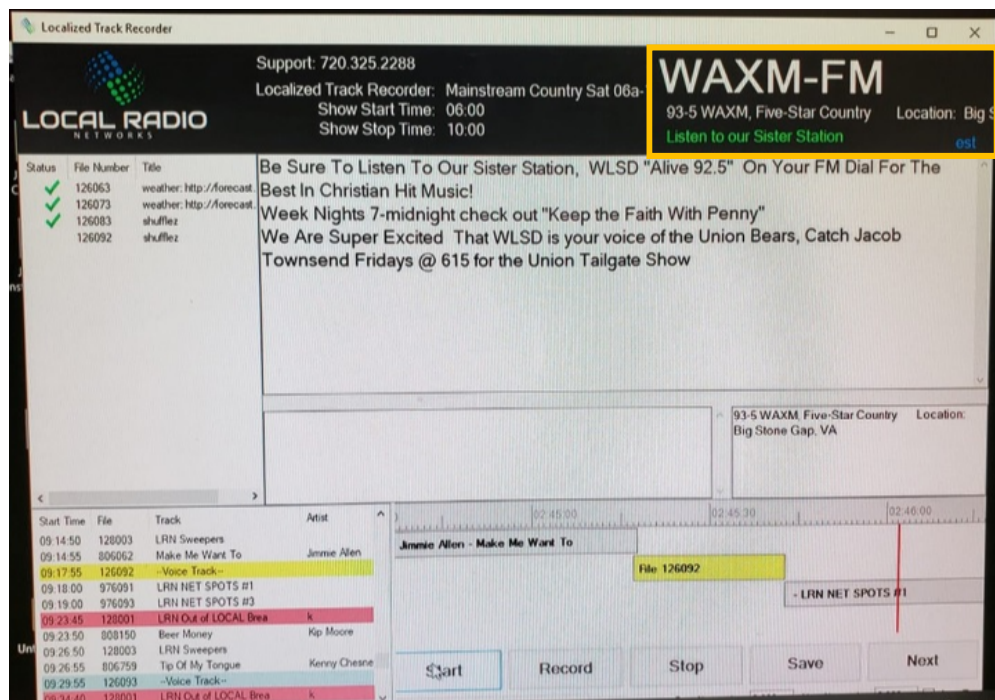 Localized Track Recorder
Support: 720.325.2288
Localized Track Recorder: Mainstream Country Sat 06a-
Show Start Time: 06:00
Show Stop Time: 10:00
LOCAL RADIO
NETWORKS
WAXM-FM
93-5 WAXM, Five-Star Country Location: Big S
Listen to our Sister Station
est
Status File Number Title
126063 weather: http://forecast.
126073 weather: http://forecast.
126083 shufflez
126092 shufflez
Be Sure To Listen To Our Sister Station, WLSD "Alive 92.5" On Your FM Dial For The
Best In Christian Hit Music!
Week Nights 7-midnight check out "Keep the Faith With Penny"
We Are Super Excited That WLSD is your voice of the Union Bears, Catch Jacob
Townsend Fridays @ 615 for the Union Tailgate Show
93-5 WAXM, Five-Star Country Location:
Big Stone Gap, VA
Start Time File Track Artist
09:14:50 128003 LRN Sweepers
09:14:55 806062 Make Me Want To Jimmie Allen
09:17:55 126092 --Voice Track--
09:18:00 976091 LRN NET SPOTS #1
09:19:00 976093 LRN NET SPOTS #3
09:23:45 128001 LRN Out of LOCAL Brea k
09:23:50 808150 Beer Money Kip Moore
09:26:50 128003 LRN Sweepers
09:26:55 806759 Tip Of My Tongue Kenny Chesne
09:29:55 126093 --Voice Track--
09:34:40 128001 LRN Out of LOCAL Brea k
02:45:00 02:45:30 02:46:00
Jimmie Allen - Make Me Want To
File 126092
- LRN NET SPOTS #1
Start Record Stop Save Next